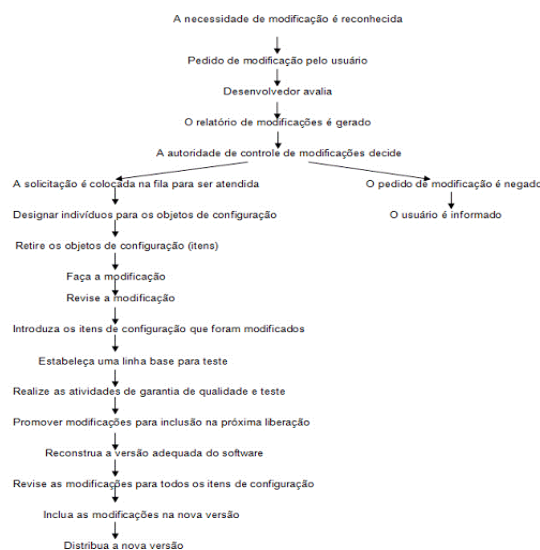 A necessidade de modificação é reconhecida
Pedido de modificação pelo usuário
Desenvolvedor avalia
O relatório de modificações é gerado
A autoridade de controle de modificações decide
A solicitação é colocada na fila para ser atendida
O pedido de modificação é negado
Designar indivíduos para os objetos de configuração
O usuário é informado
Retire os objetos de configuração (itens)
Faça a modificação
Revise a modificação
Introduza os itens de configuração que foram modificados
Estabeleça uma linha base para teste
Realize as atividades de garantia de qualidade e teste
Promover modificações para inclusão na próxima liberação
Reconstrua a versão adequada do software
Revise as modificações para todos os itens de configuração
Inclua as modificações na nova versão
Distribua a nova versão